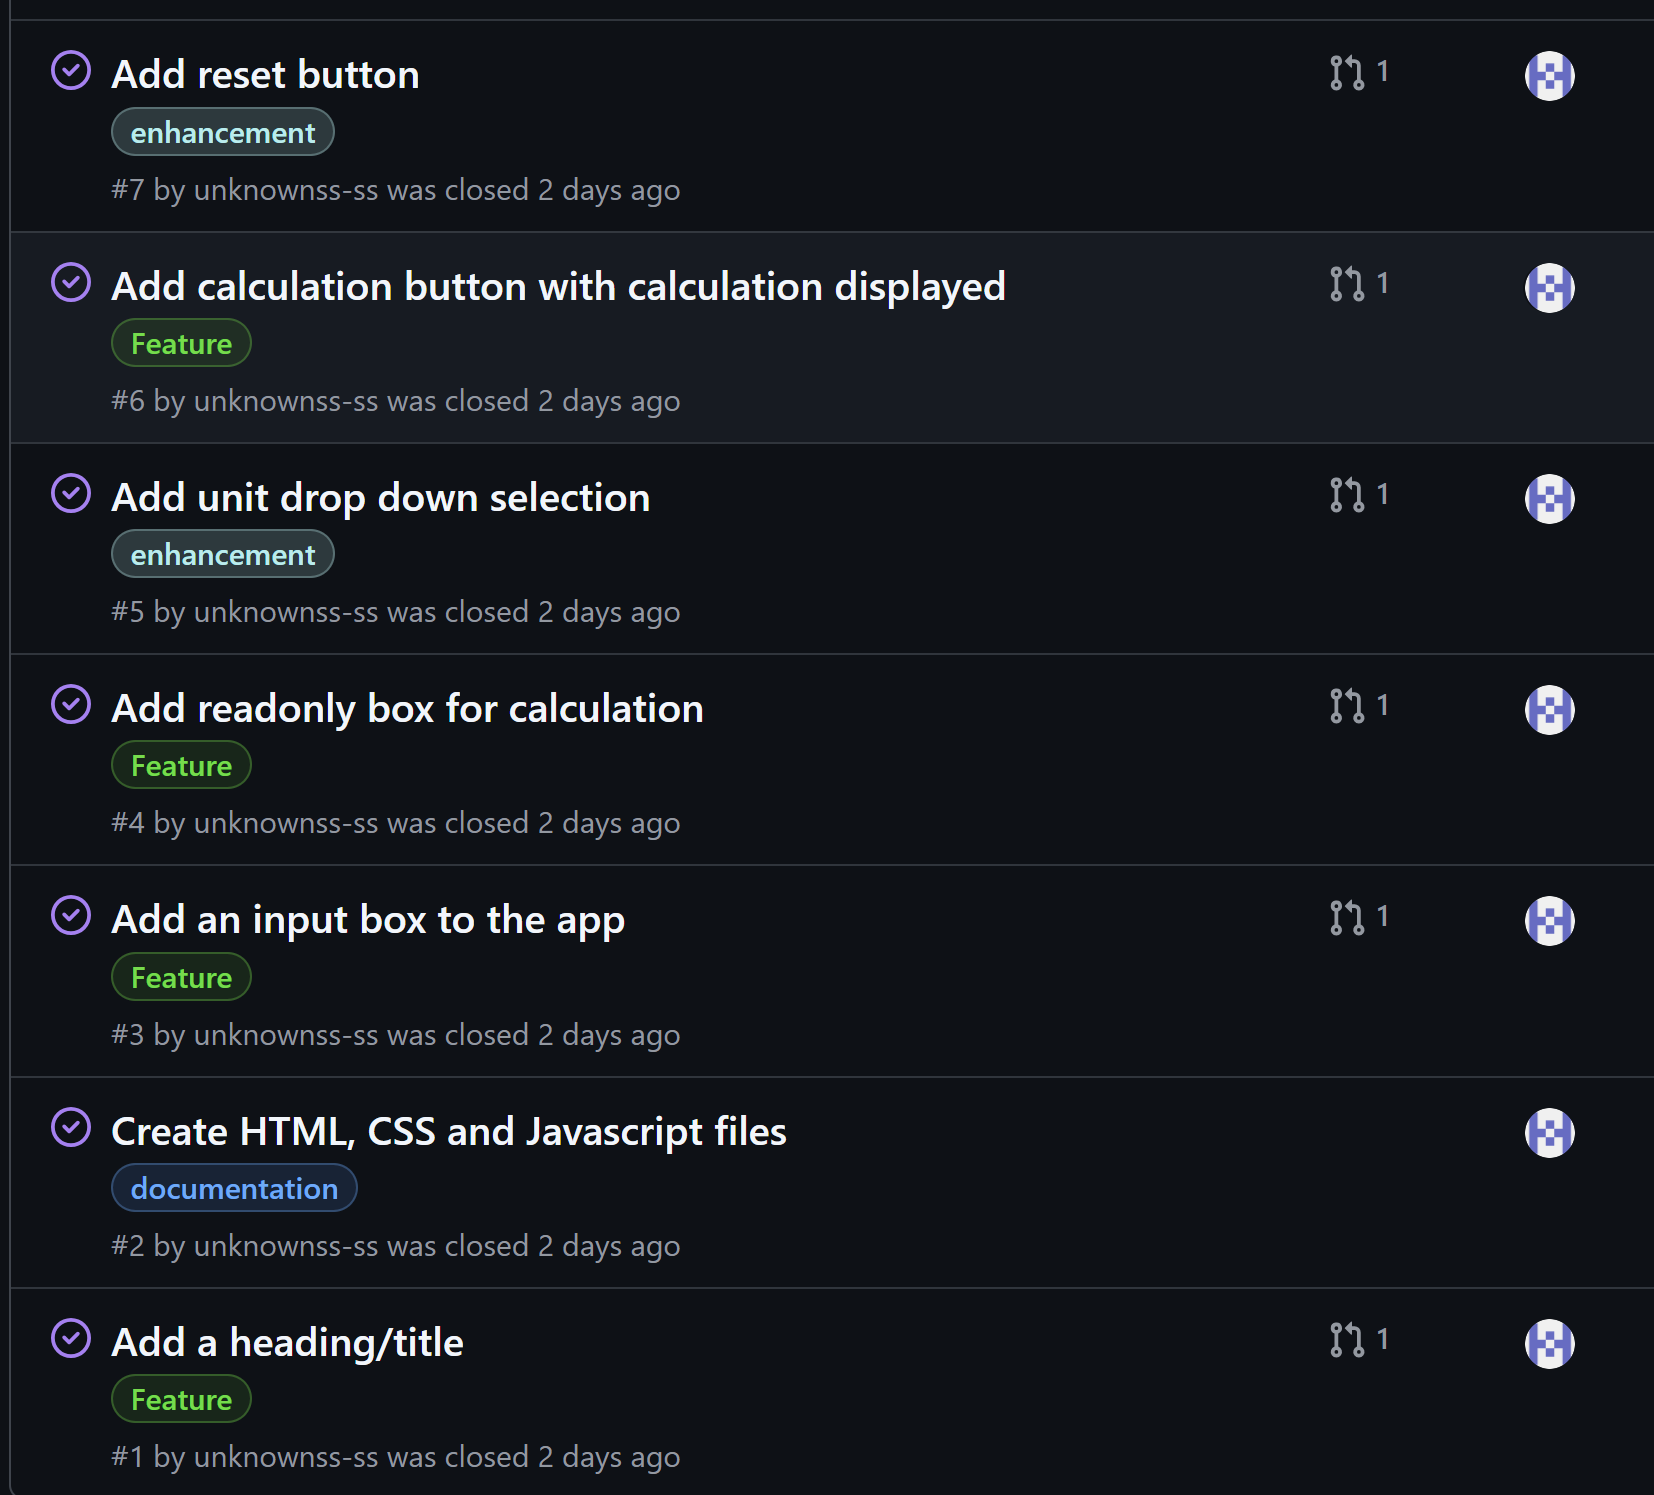 Add reset button
1
enhancement
#7 by unknownss-ss was closed 2 days ago
Add calculation button with calculation displayed
1
Feature
#6 by unknownss-ss was closed 2 days ago
Add unit drop down selection
1
enhancement
#5 by unknownss-ss was closed 2 days ago
Add readonly box for calculation
1
Feature
#4 by unknownss-ss was closed 2 days ago
Add an input box to the app
1
Feature
#3 by unknownss-ss was closed 2 days ago
Create HTML, CSS and Javascript files
documentation
#2 by unknownss-ss was closed 2 days ago
Add a heading/title
1
Feature
#1 by unknownss-ss was closed 2 days ago